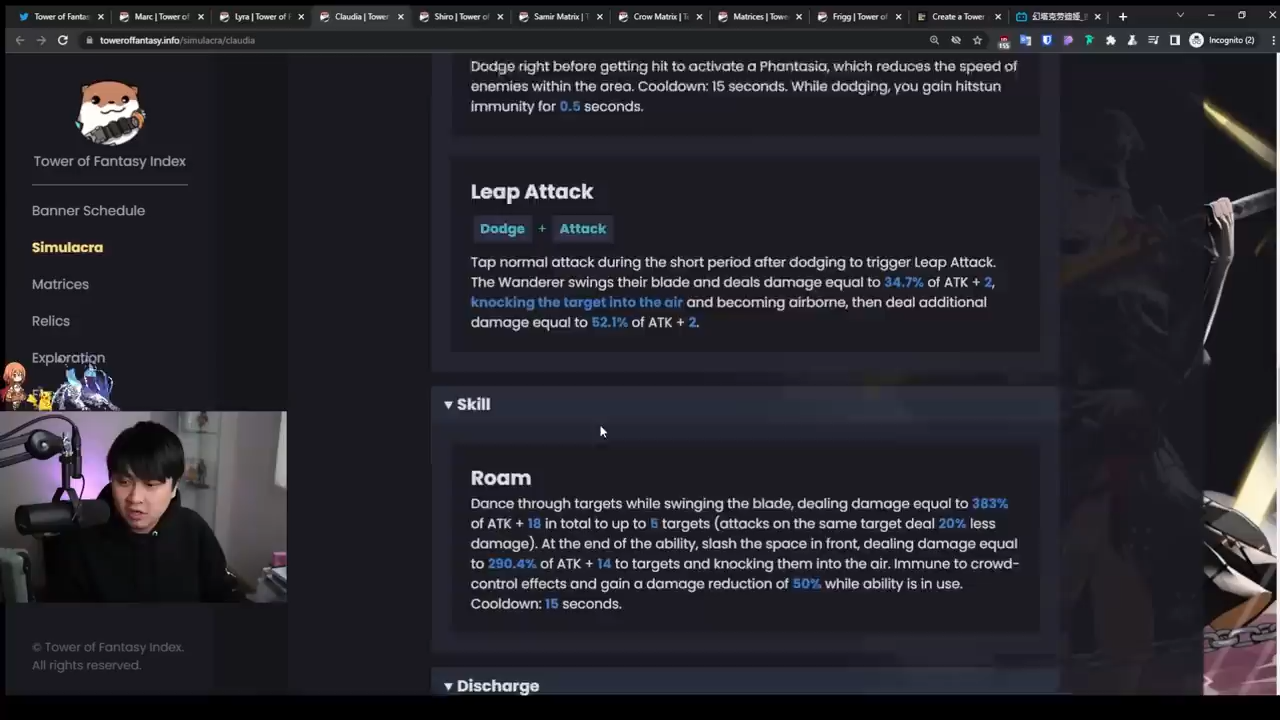 Tower of Fantas
Marc | Tower of
Lyra | Tower of F
Claudia | Tower
Shiro | Tower of
Samir Matrix | T
Crow Matrix | To
Matrices | Towe
Frigg | Tower of
Create a Tower
幻塔克劳迪娅_
toweroffantasy.info/simulacra/claudia
155
Incognito (2)
Tower of Fantasy Index
Banner Schedule
Simulacra
Matrices
Relics
Exploration
© Tower of Fantasy Index.
All rights reserved.
Dodge right before getting hit to activate a Phantasia, which reduces the speed of
enemies within the area. Cooldown: 15 seconds. While dodging, you gain hitstun
immunity for 0.5 seconds.
Leap Attack
Dodge + Attack
Tap normal attack during the short period after dodging to trigger Leap Attack.
The Wanderer swings their blade and deals damage equal to 34.7% of ATK + 2,
knocking the target into the air and becoming airborne, then deal additional
damage equal to 52.1% of ATK + 2.
Skill
Roam
Dance through targets while swinging the blade, dealing damage equal to 383%
of ATK + 18 in total to up to 5 targets (attacks on the same target deal 20% less
damage). At the end of the ability, slash the space in front, dealing damage equal
to 290.4% of ATK + 14 to targets and knocking them into the air. Immune to crowd-
control effects and gain a damage reduction of 50% while ability is in use.
Cooldown: 15 seconds.
Discharge